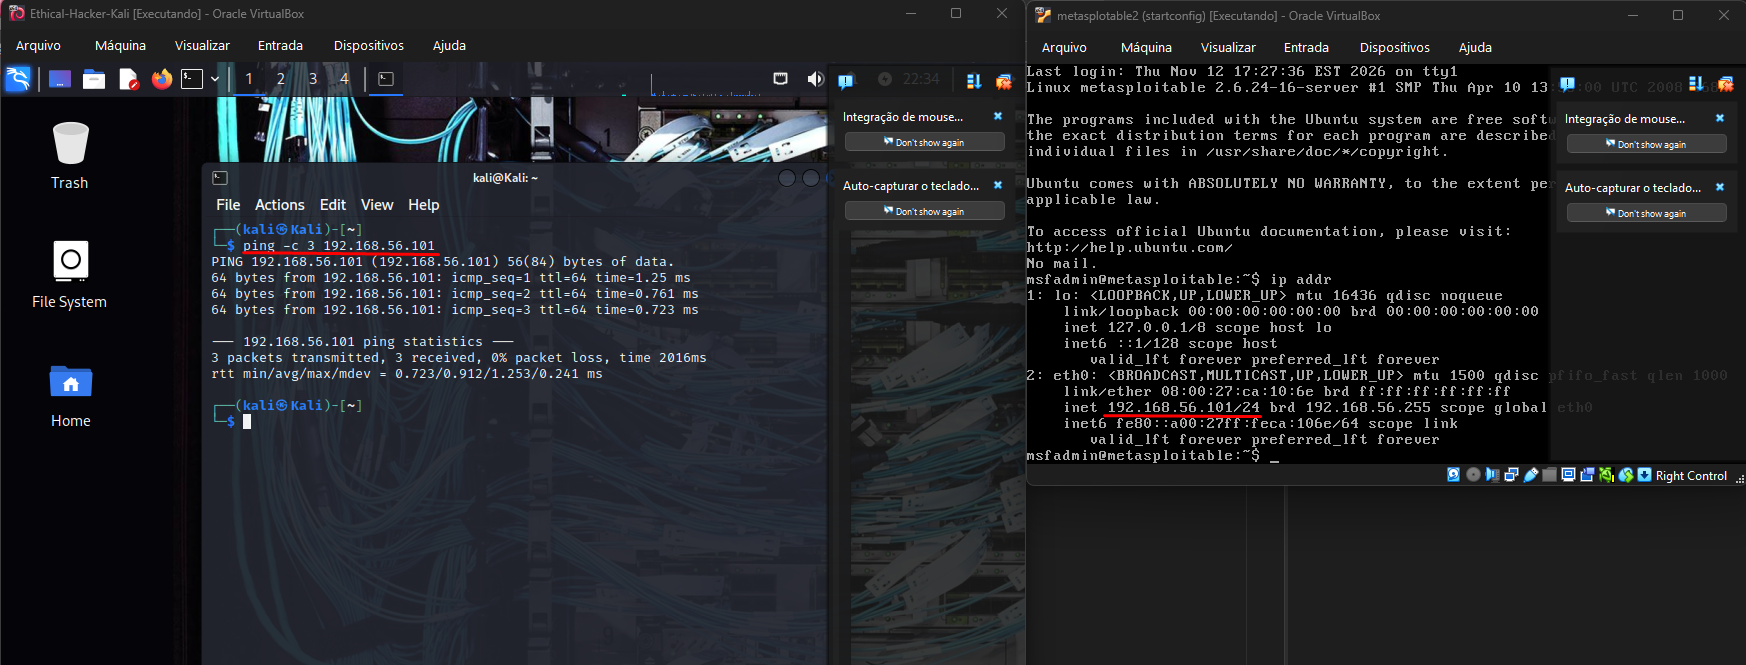 Ethical-Hacker-Kali [Executando] - Oracle VirtualBox
Arquivo Máquina Visualizar Entrada Dispositivos Ajuda
1 2 3 4 22:34
Integração de mouse...
Don't show again
Auto-capturar o teclado...
Don't show again
Trash
File System
Home
kali@Kali: ~
File Actions Edit View Help
┌──(kali㉿Kali)-[~]
└─$ ping -c 3 192.168.56.101
PING 192.168.56.101 (192.168.56.101) 56(84) bytes of data.
64 bytes from 192.168.56.101: icmp_seq=1 ttl=64 time=1.25 ms
64 bytes from 192.168.56.101: icmp_seq=2 ttl=64 time=0.761 ms
64 bytes from 192.168.56.101: icmp_seq=3 ttl=64 time=0.723 ms
--- 192.168.56.101 ping statistics ---
3 packets transmitted, 3 received, 0% packet loss, time 2016ms
rtt min/avg/max/mdev = 0.723/0.912/1.253/0.241 ms
┌──(kali㉿Kali)-[~]
└─$
metasplotable2 (startconfig) [Executando] - Oracle VirtualBox
Arquivo Máquina Visualizar Entrada Dispositivos Ajuda
Last login: Thu Nov 12 17:27:36 EST 2026 on tty1
Linux metasploitable 2.6.24-16-server #1 SMP Thu Apr 10 13 :00 UTC 2008
The programs included with the Ubuntu system are free soft
the exact distribution terms for each program are described
individual files in /usr/share/doc/*/copyright.
Ubuntu comes with ABSOLUTELY NO WARRANTY, to the extent per
applicable law.
To access official Ubuntu documentation, please visit:
http://help.ubuntu.com/
No mail.
msfadmin@metasploitable:~$ ip addr
1: lo: <LOOPBACK,UP,LOWER_UP> mtu 16436 qdisc noqueue
link/loopback 00:00:00:00:00:00 brd 00:00:00:00:00:00
inet 127.0.0.1/8 scope host lo
inet6 ::1/128 scope host
valid_lft forever preferred_lft forever
2: eth0: <BROADCAST,MULTICAST,UP,LOWER_UP> mtu 1500 qdisc pfifo_fast qlen 1000
link/ether 08:00:27:ca:10:6e brd ff:ff:ff:ff:ff:ff
inet 192.168.56.101/24 brd 192.168.56.255 scope global eth0
inet6 fe80::a00:27ff:feca:106e/64 scope link
valid_lft forever preferred_lft forever
msfadmin@metasploitable:~$ _
Integração de mouse...
Don't show again
Auto-capturar o teclado...
Don't show again
Right Control